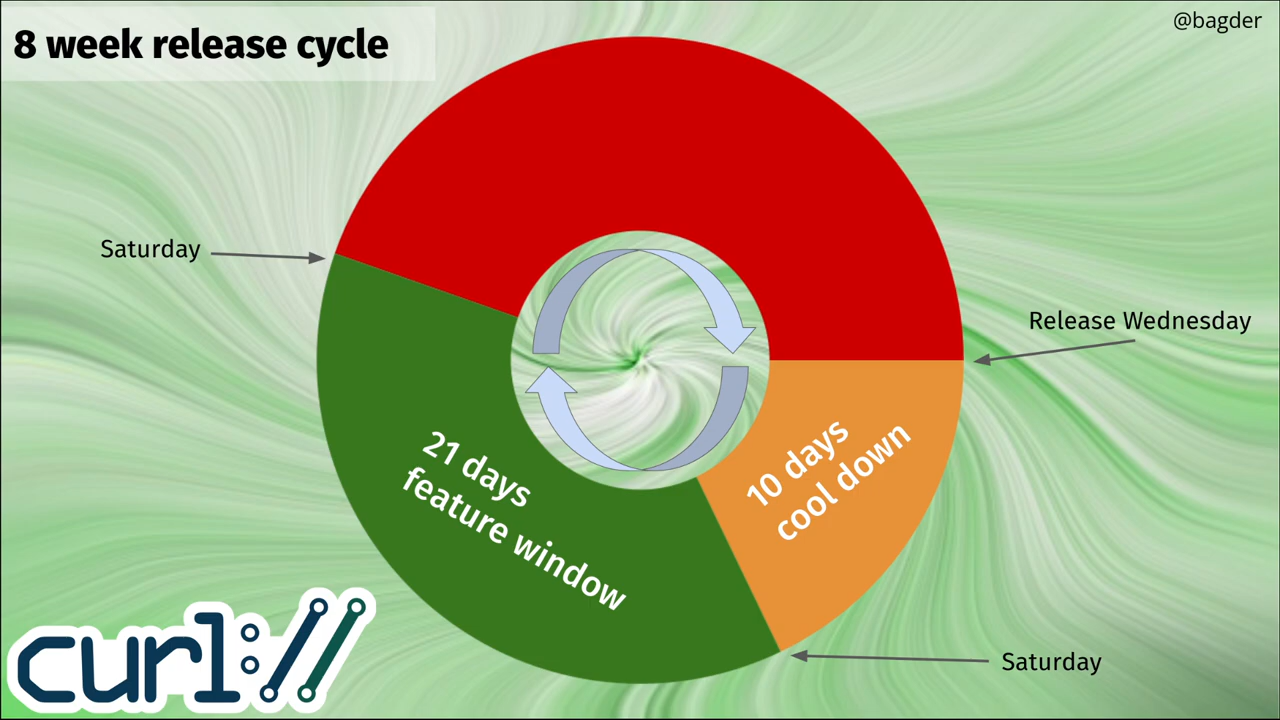 8 week release cycle
@bagder
Saturday
Release Wednesday
10 days
cool down
21 days
feature window
Saturday
curl://